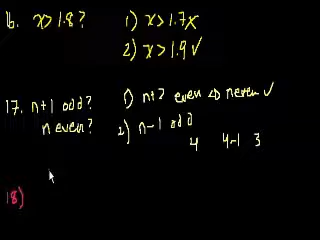 16. x > 1.8 ? 1) x > 1.7 x
2) x > 1.9 ✓
17. n+1 odd? 1) n+2 even ⇔ n even ✓
n even? 2) n-1 odd
4 4-1 3
18)